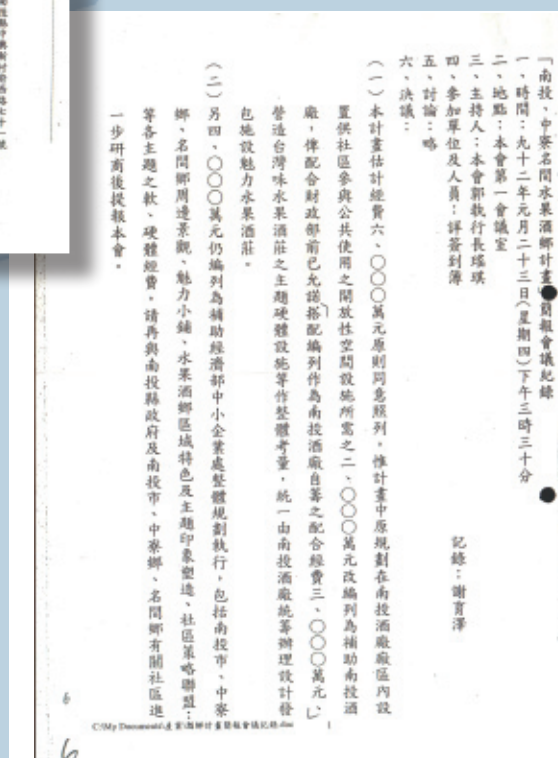 「南投、中寮名間水果酒鄉計畫」簡報會議紀錄
一、時間：九十二年元月二十三日（星期四）下午三時三十分
二、地點：本會第一會議室
三、主持人：本會郭執行長瑤琪
記錄：謝育澤
四、參加單位及人員：詳簽到簿
五、討論：略
六、決議：
（一）本計畫估計經費六、〇〇〇萬元原則同意照列，惟計畫中原規劃在南投酒廠廠區內設
置供社區參與公共使用之開放性空間設施所需之二、〇〇〇萬元改編列為補助南投酒
廠，俾配合財政部前已允諾搭配編列作為南投酒廠自籌之配合經費三、〇〇〇萬元，
營造台灣味水果酒莊之主題硬體設施等作整體考量，統一由南投酒廠統籌辦理設計發
包施設魅力水果酒莊。
（二）另四、〇〇〇萬元仍編列為補助經濟部中小企業處整體規劃執行，包括南投市、中寮
鄉、名間鄉周邊景觀、魅力小鋪、水果酒鄉區域特色及主題印象塑造、社區策略聯盟…
等各主題之軟、硬體經費，請再與南投縣政府及南投市、中寮鄉、名間鄉有關社區進
一步研商後提報本會。
C:\My Documents\產業\酒鄉計畫簡報會議記錄.doc
1
6
6